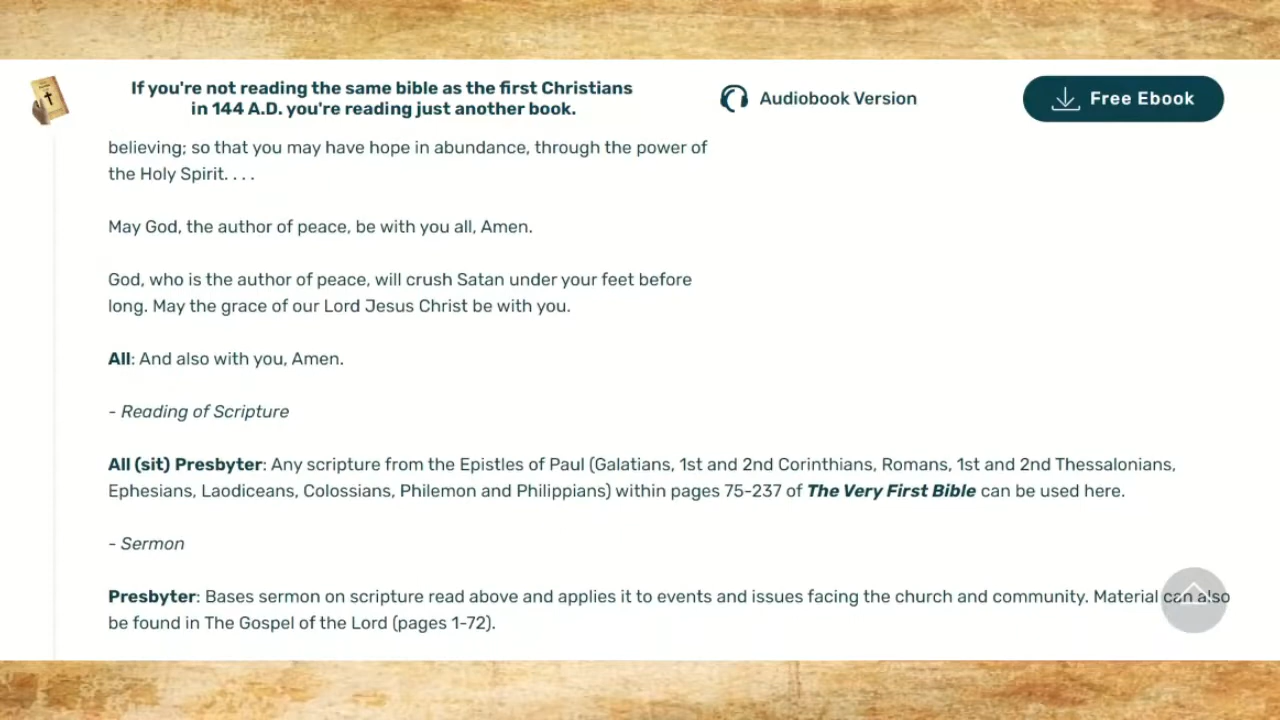 If you're not reading the same bible as the first Christians
in 144 A.D. you're reading just another book.
Audiobook Version
Free Ebook
believing; so that you may have hope in abundance, through the power of
the Holy Spirit. . . .
May God, the author of peace, be with you all, Amen.
God, who is the author of peace, will crush Satan under your feet before
long. May the grace of our Lord Jesus Christ be with you.
All: And also with you, Amen.
- Reading of Scripture
All (sit) Presbyter: Any scripture from the Epistles of Paul (Galatians, 1st and 2nd Corinthians, Romans, 1st and 2nd Thessalonians,
Ephesians, Laodiceans, Colossians, Philemon and Philippians) within pages 75-237 of The Very First Bible can be used here.
- Sermon
Presbyter: Bases sermon on scripture read above and applies it to events and issues facing the church and community. Material can also
be found in The Gospel of the Lord (pages 1-72).